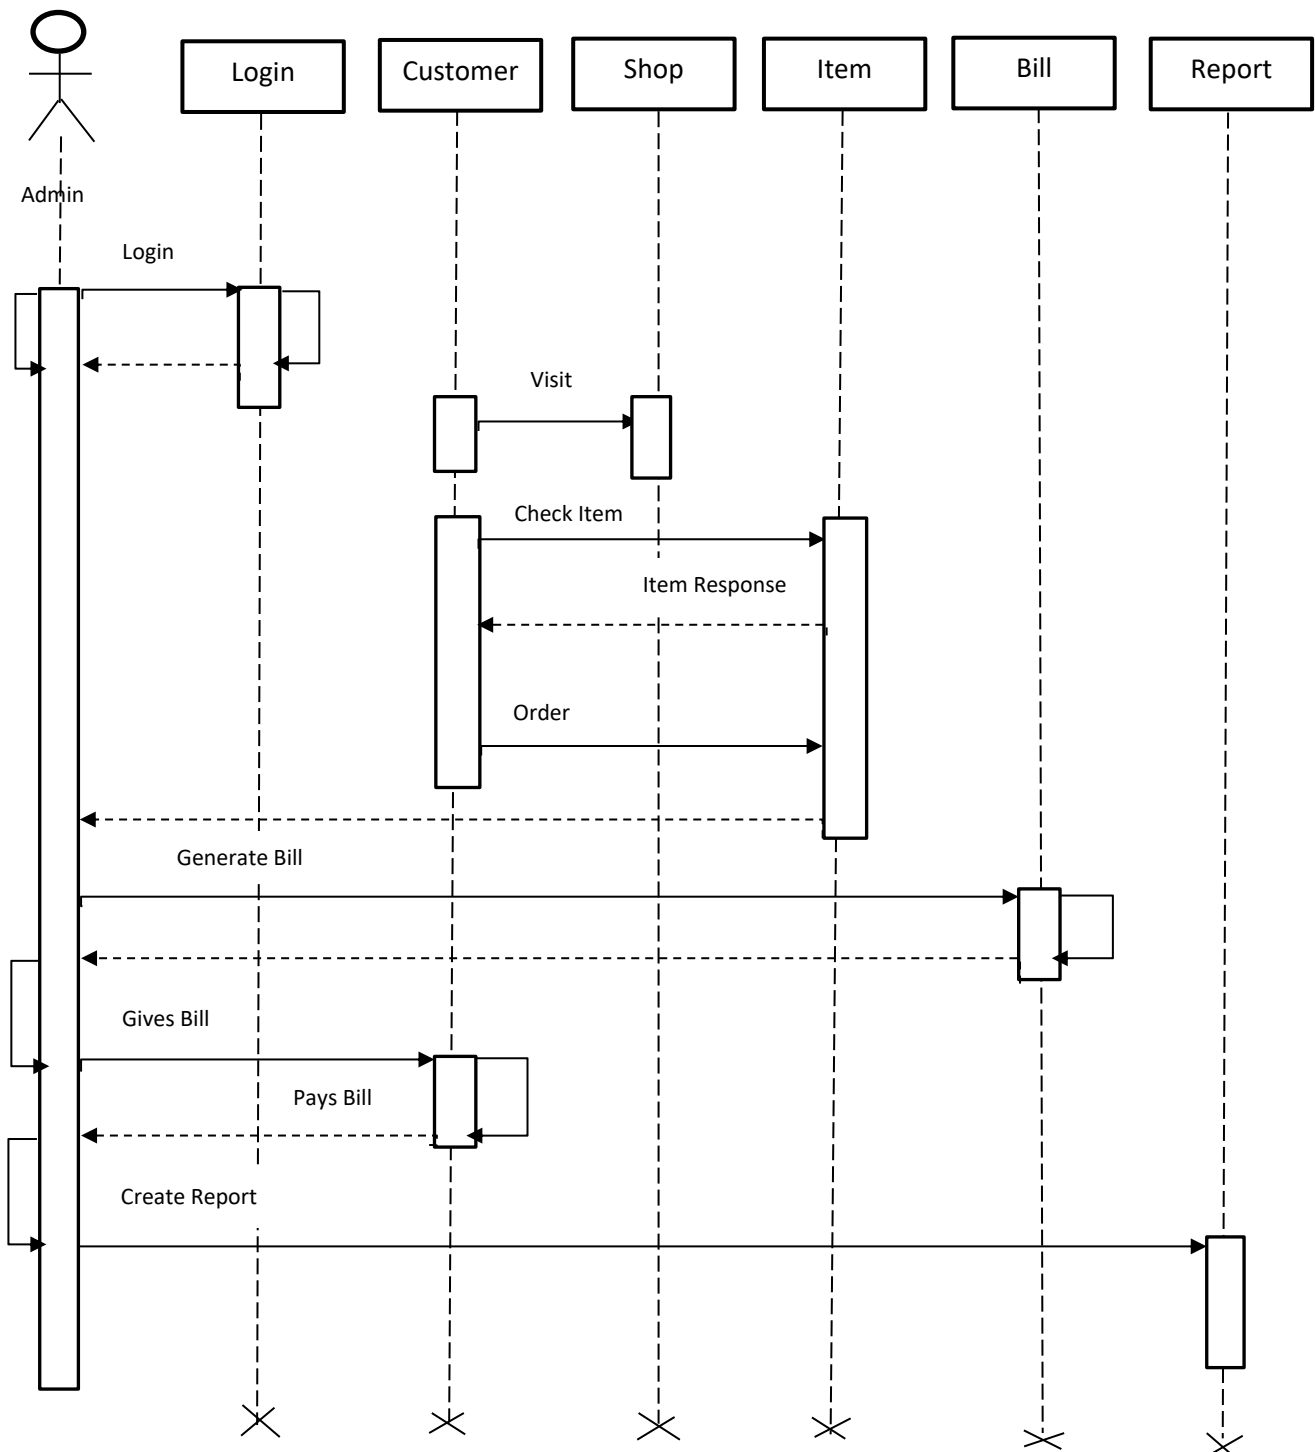 Login
Customer
Shop
Item
Bill
Report
Admin
Login
Visit
Check Item
Item Response
Order
Generate Bill
Gives Bill
Pays Bill
Create Report